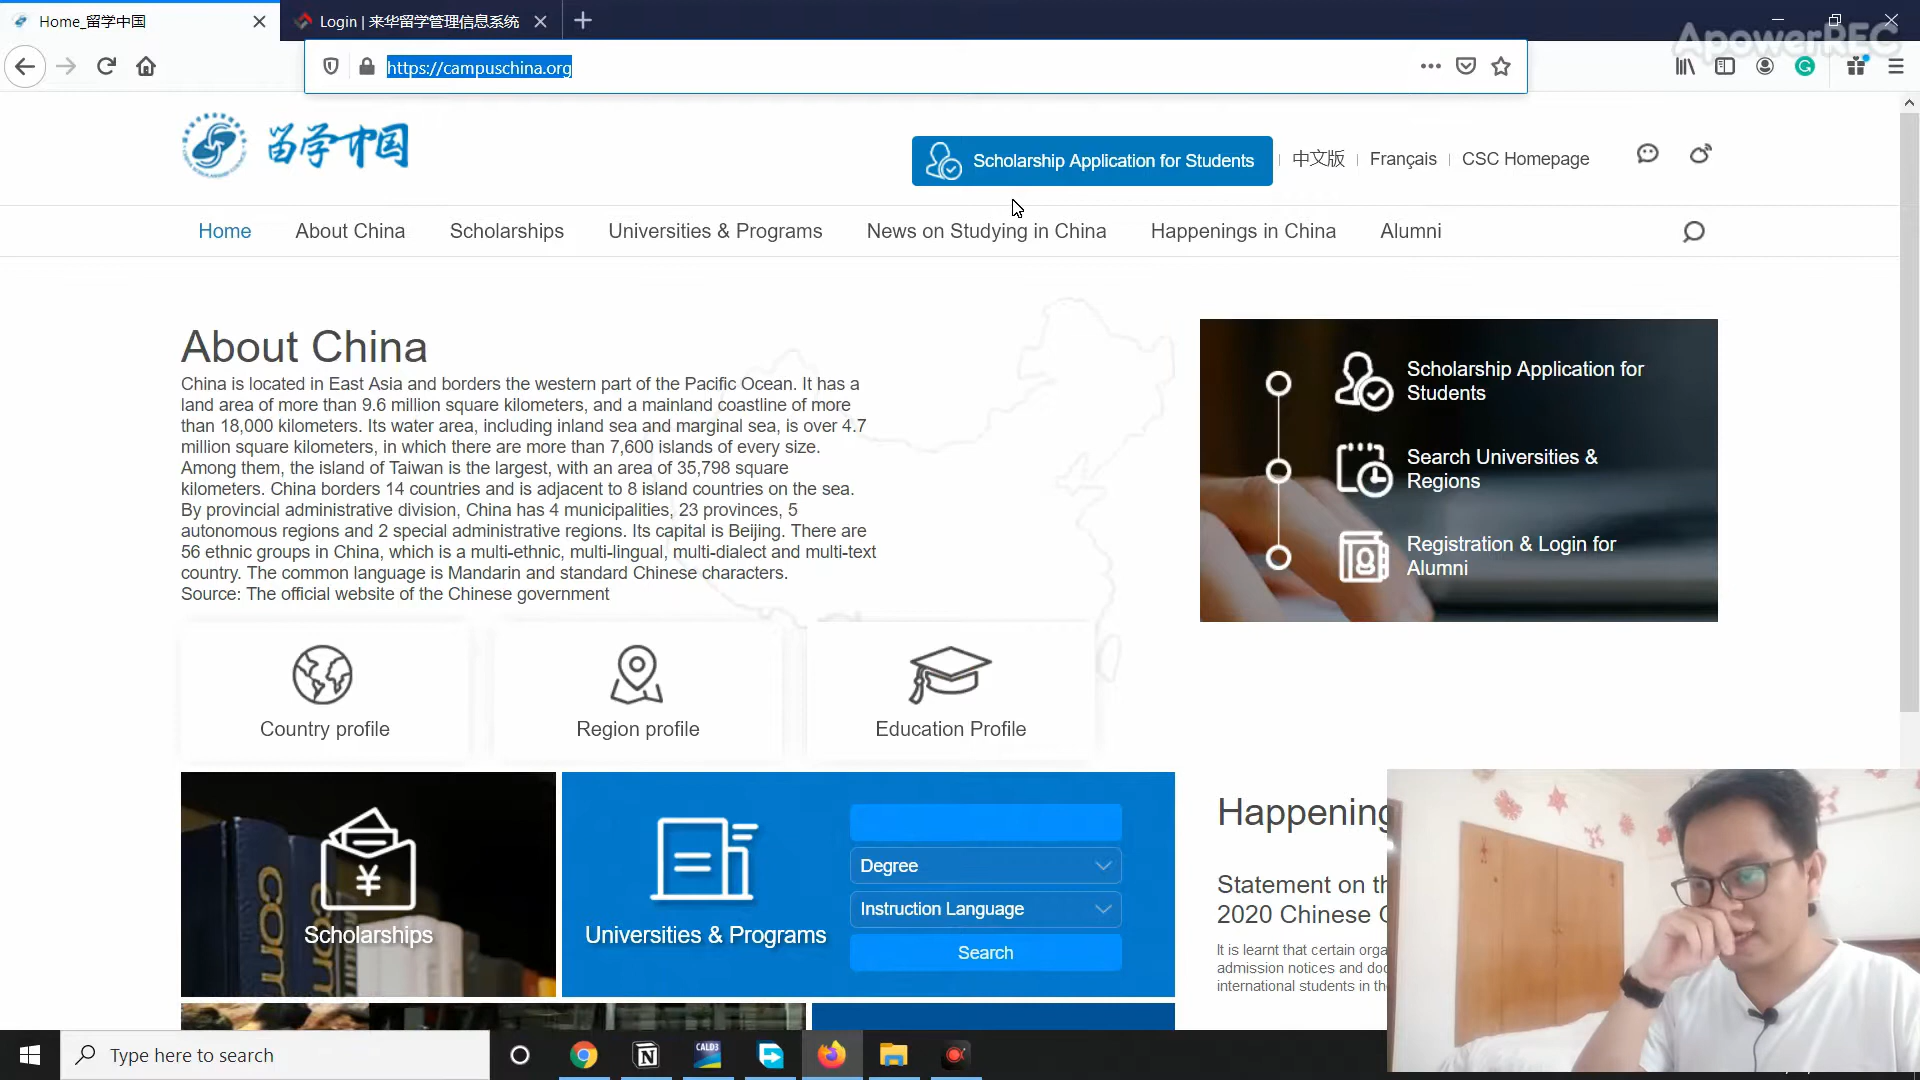 Home_留学中国
Login | 来华留学管理信息系统
ApowerREC
https://campuschina.org
留学中国
Scholarship Application for Students
中文版
Français
CSC Homepage
Home
About China
Scholarships
Universities & Programs
News on Studying in China
Happenings in China
Alumni
About China
China is located in East Asia and borders the western part of the Pacific Ocean. It has a
land area of more than 9.6 million square kilometers, and a mainland coastline of more
than 18,000 kilometers. Its water area, including inland sea and marginal sea, is over 4.7
million square kilometers, in which there are more than 7,600 islands of every size.
Among them, the island of Taiwan is the largest, with an area of 35,798 square
kilometers. China borders 14 countries and is adjacent to 8 island countries on the sea.
By provincial administrative division, China has 4 municipalities, 23 provinces, 5
autonomous regions and 2 special administrative regions. Its capital is Beijing. There are
56 ethnic groups in China, which is a multi-ethnic, multi-lingual, multi-dialect and multi-text
country. The common language is Mandarin and standard Chinese characters.
Source: The official website of the Chinese government
Scholarship Application for
Students
Search Universities &
Regions
Registration & Login for
Alumni
Country profile
Region profile
Education Profile
Scholarships
Universities & Programs
Degree
Instruction Language
Search
Happening
Statement on th
2020 Chinese G
It is learnt that certain orga
admission notices and doc
international students in the
Type here to search
CALD3